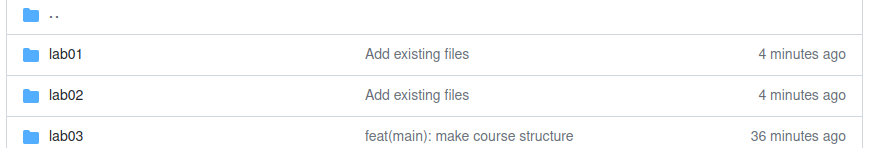 ..
lab01 Add existing files 4 minutes ago
lab02 Add existing files 4 minutes ago
lab03 feat(main): make course structure 36 minutes ago